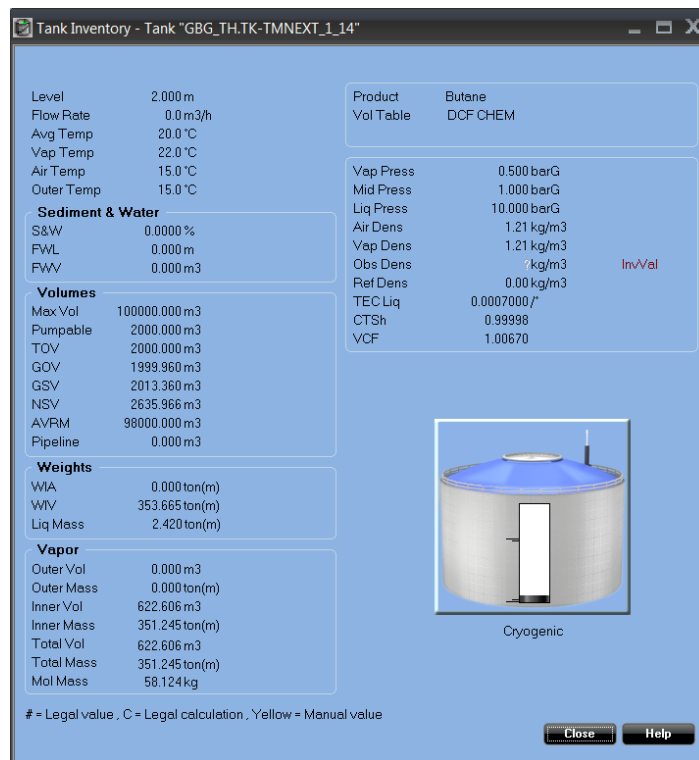 Tank Inventory - Tank "GBG_TH.TK-TMNEXT_1_14"
Level 2.000 m
Flow Rate 0.0 m3/h
Avg Temp 20.0 °C
Vap Temp 22.0 °C
Air Temp 15.0 °C
Outer Temp 15.0 °C
Sediment & Water
S&W 0.0000 %
FWL 0.000 m
FWV 0.000 m3
Volumes
Max Vol 100000.000 m3
Pumpable 2000.000 m3
TOV 2000.000 m3
GOV 1999.960 m3
GSV 2013.360 m3
NSV 2635.966 m3
AVRM 98000.000 m3
Pipeline 0.000 m3
Weights
WIA 0.000 ton(m)
WIV 353.665 ton(m)
Liq Mass 2.420 ton(m)
Vapor
Outer Vol 0.000 m3
Outer Mass 0.000 ton(m)
Inner Vol 622.606 m3
Inner Mass 351.245 ton(m)
Total Vol 622.606 m3
Total Mass 351.245 ton(m)
Mol Mass 58.124 kg
Product Butane
Vol Table DCF CHEM
Vap Press 0.500 barG
Mid Press 1.000 barG
Liq Press 10.000 barG
Air Dens 1.21 kg/m3
Vap Dens 1.21 kg/m3
Obs Dens ? kg/m3 InvVal
Ref Dens 0.00 kg/m3
TEC Liq 0.0007000 /°
CTSh 0.99998
VCF 1.00670
Cryogenic
# = Legal value , C = Legal calculation , Yellow = Manual value
Close Help